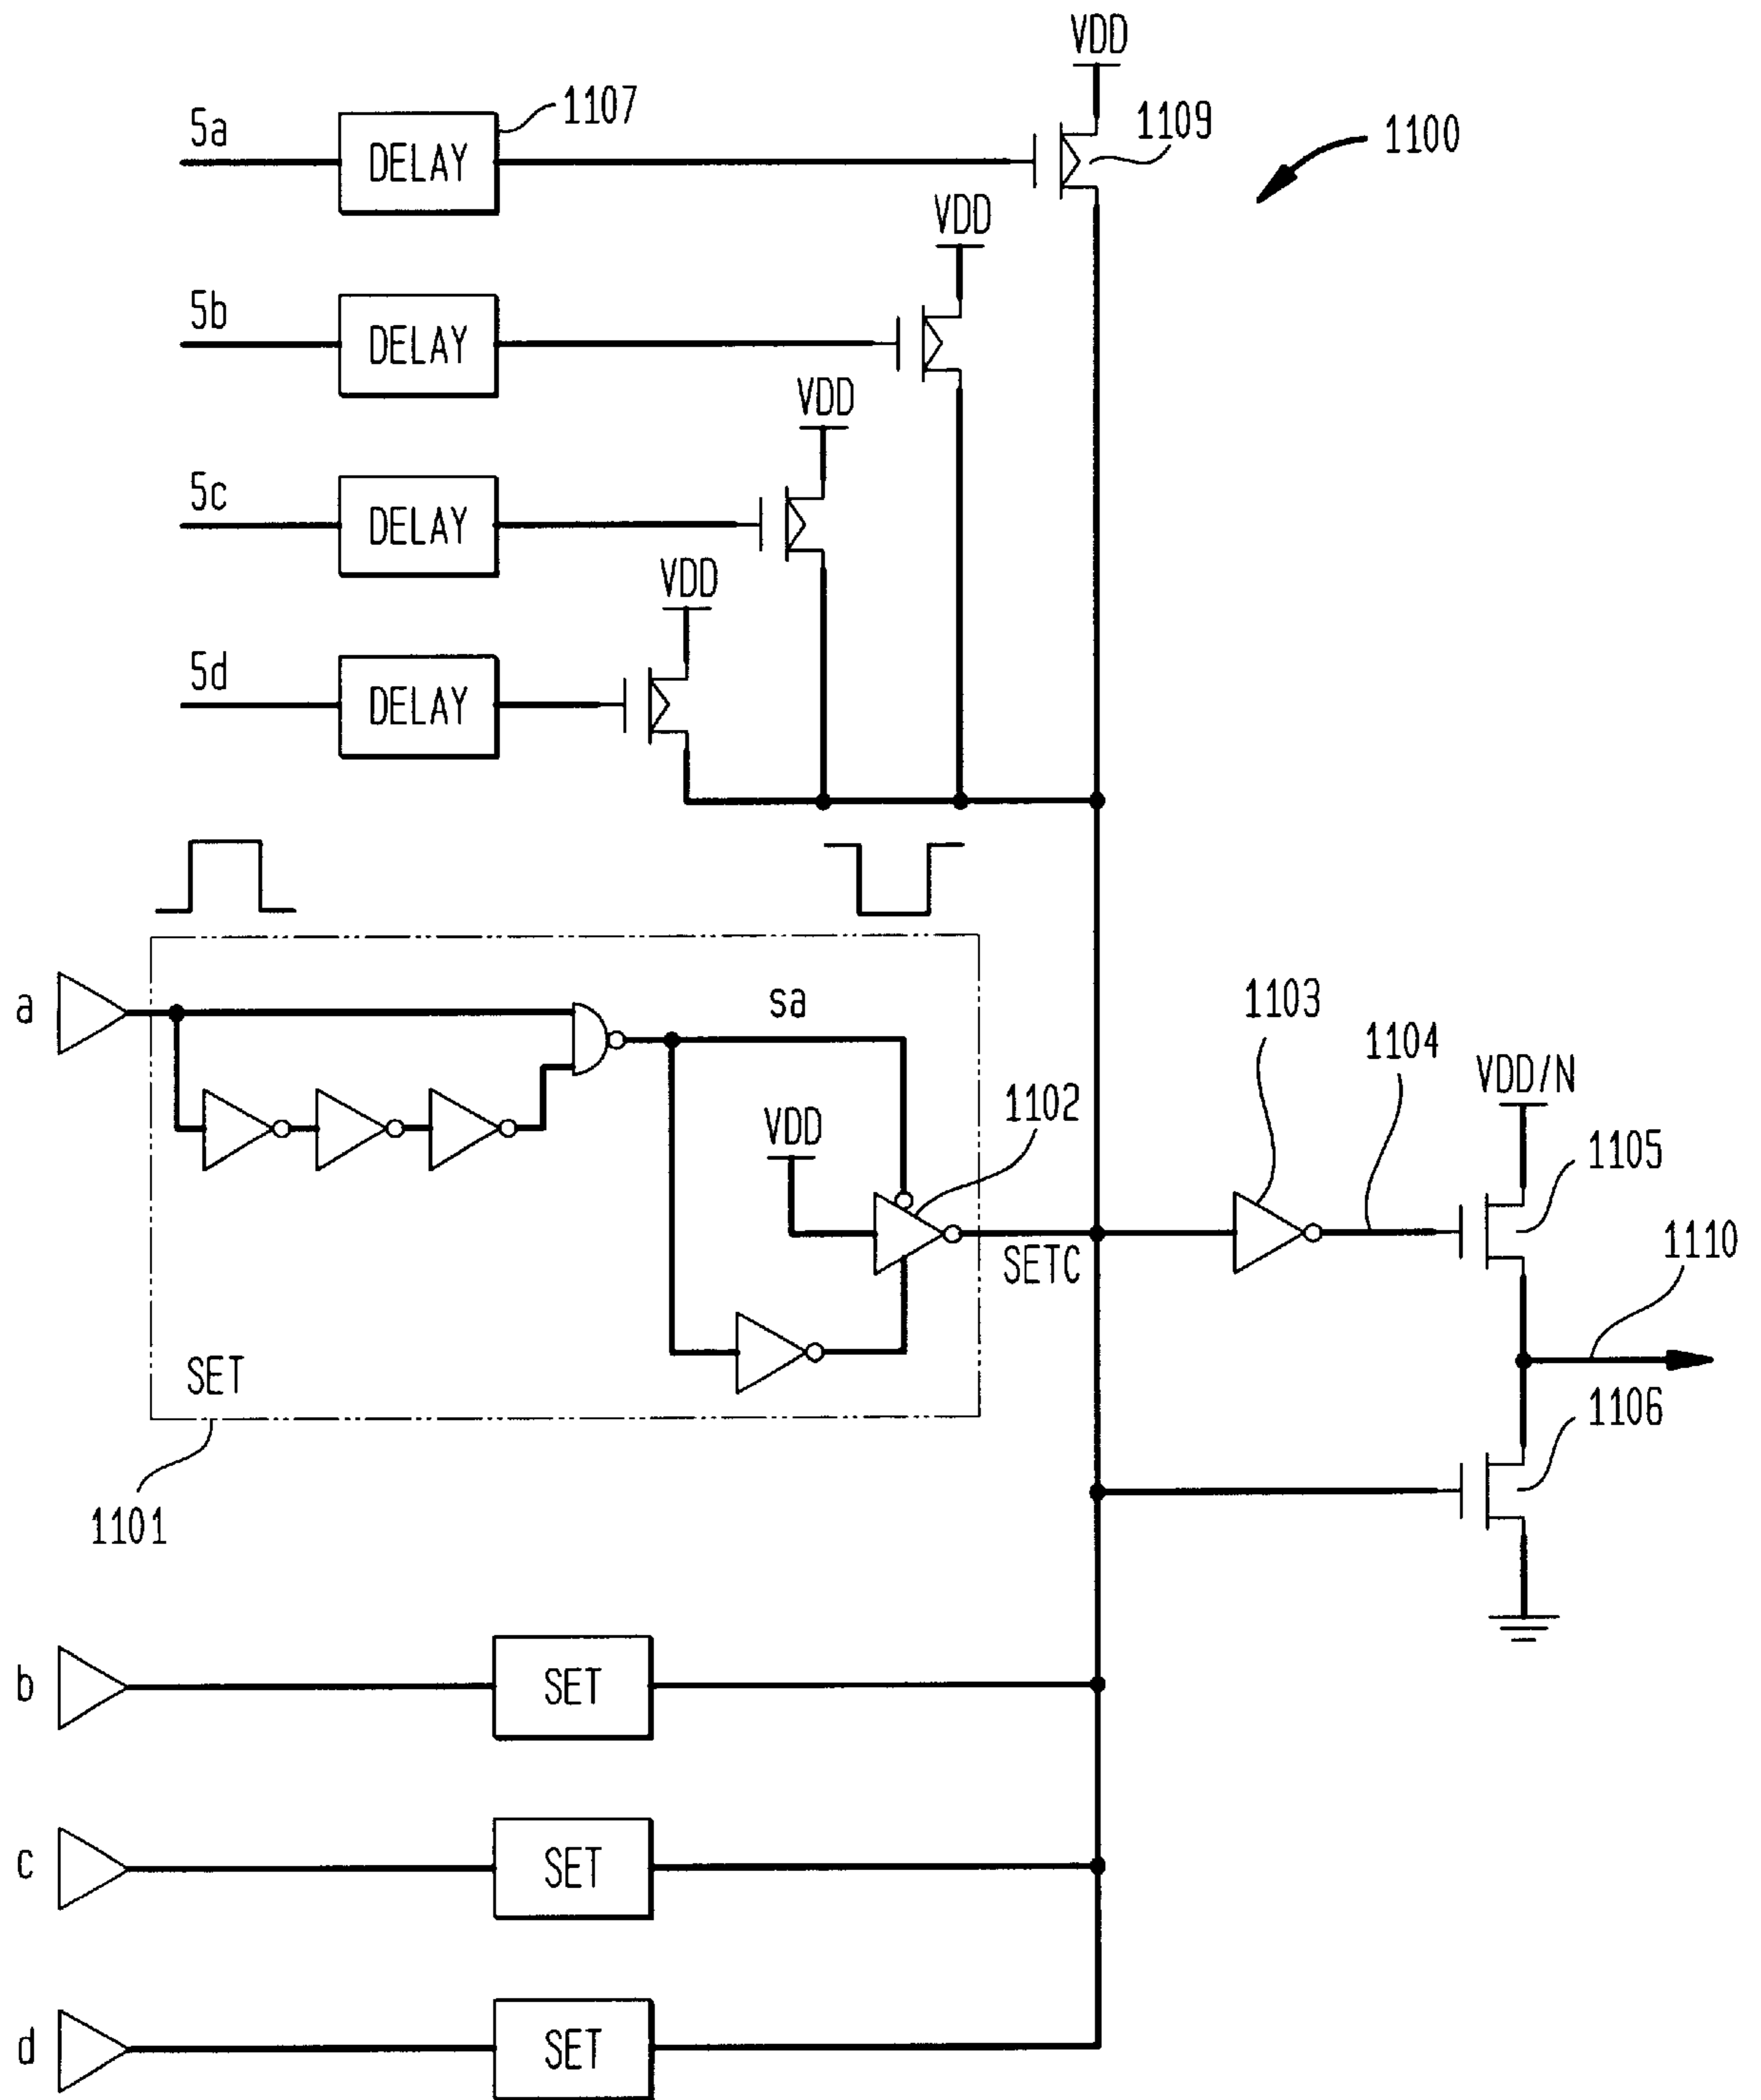 VDD
5a
DELAY
1107
1109
1100
VDD
5b
DELAY
VDD
5c
DELAY
VDD
5d
DELAY
a
sa
1103
1104
VDD/N
VDD
1102
1105
1110
SETC
SET
1106
1101
b
SET
c
SET
d
SET